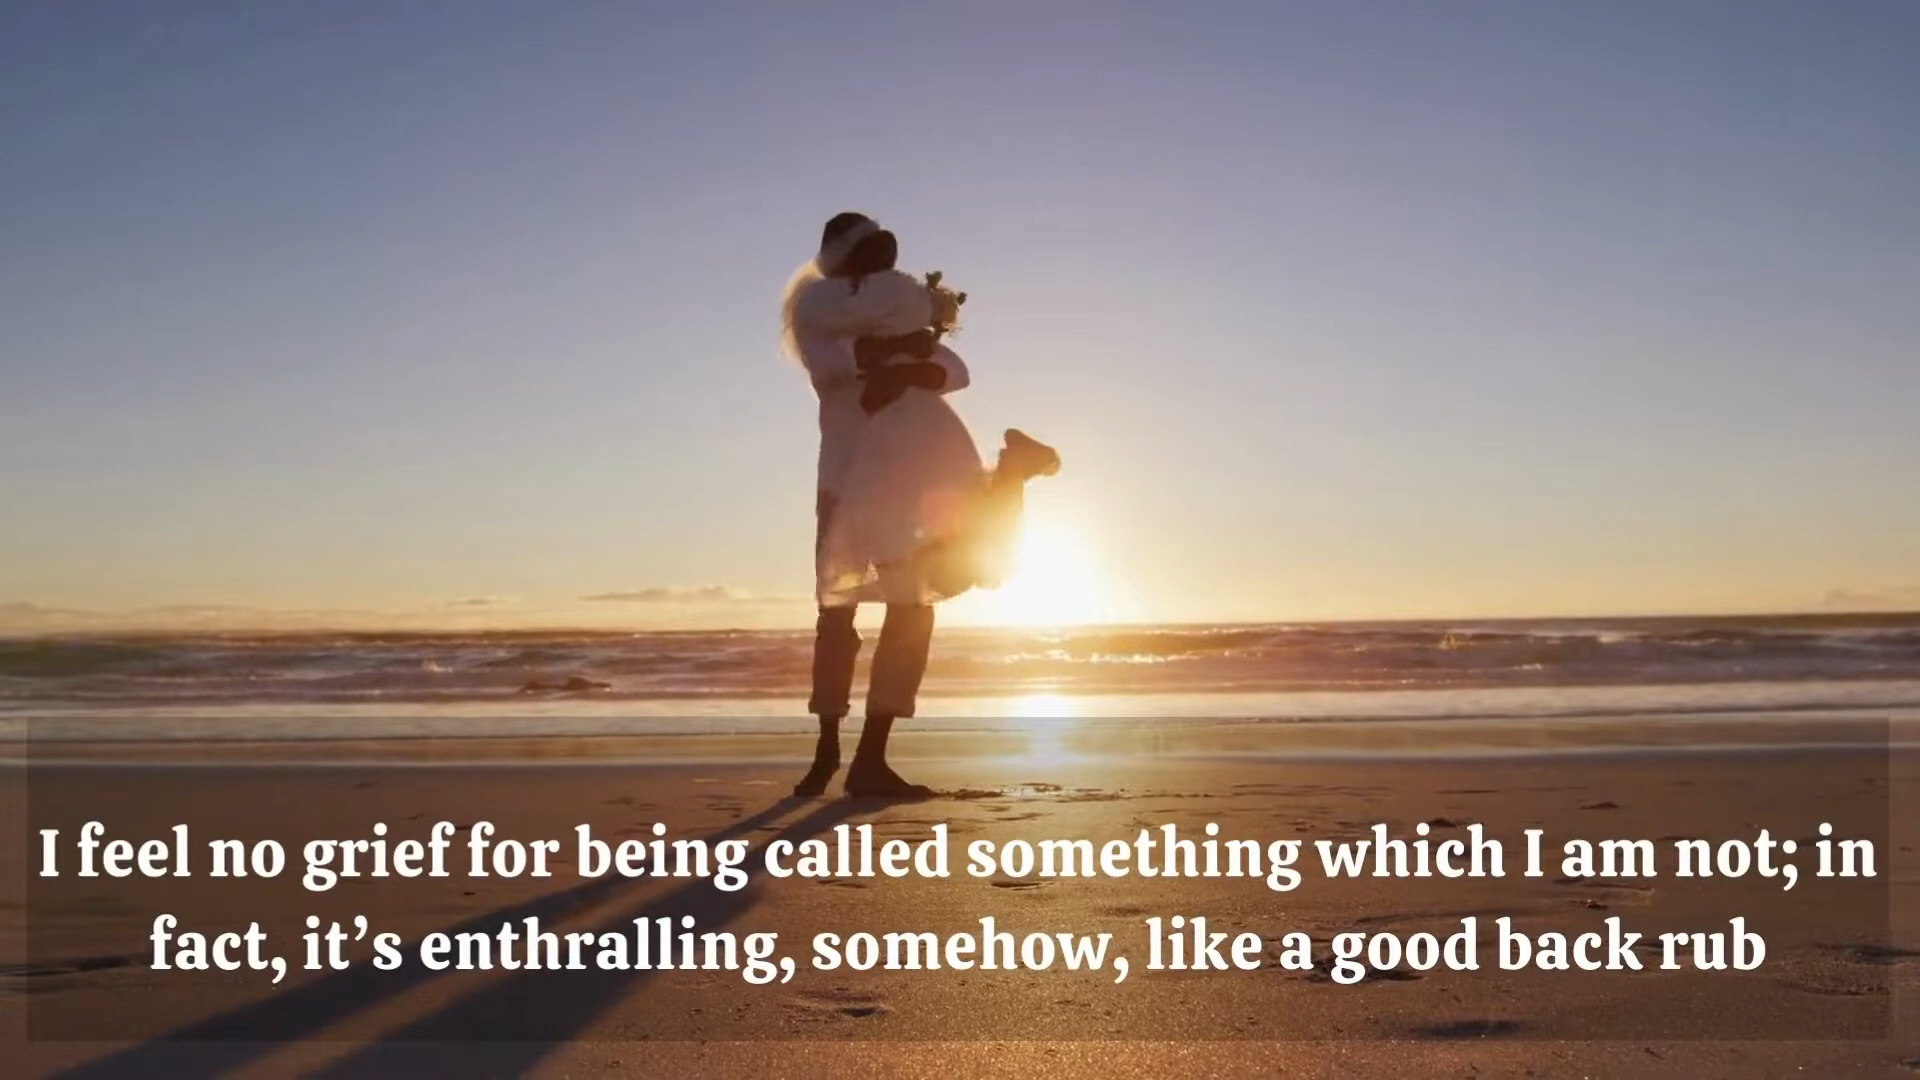 I feel no grief for being called something which I am not; in
fact, it’s enthralling, somehow, like a good back rub